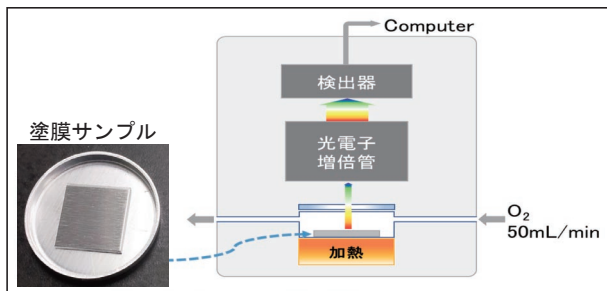 Computer
検出器
塗膜サンプル
光電子
増倍管
O₂
50mL/min
加熱